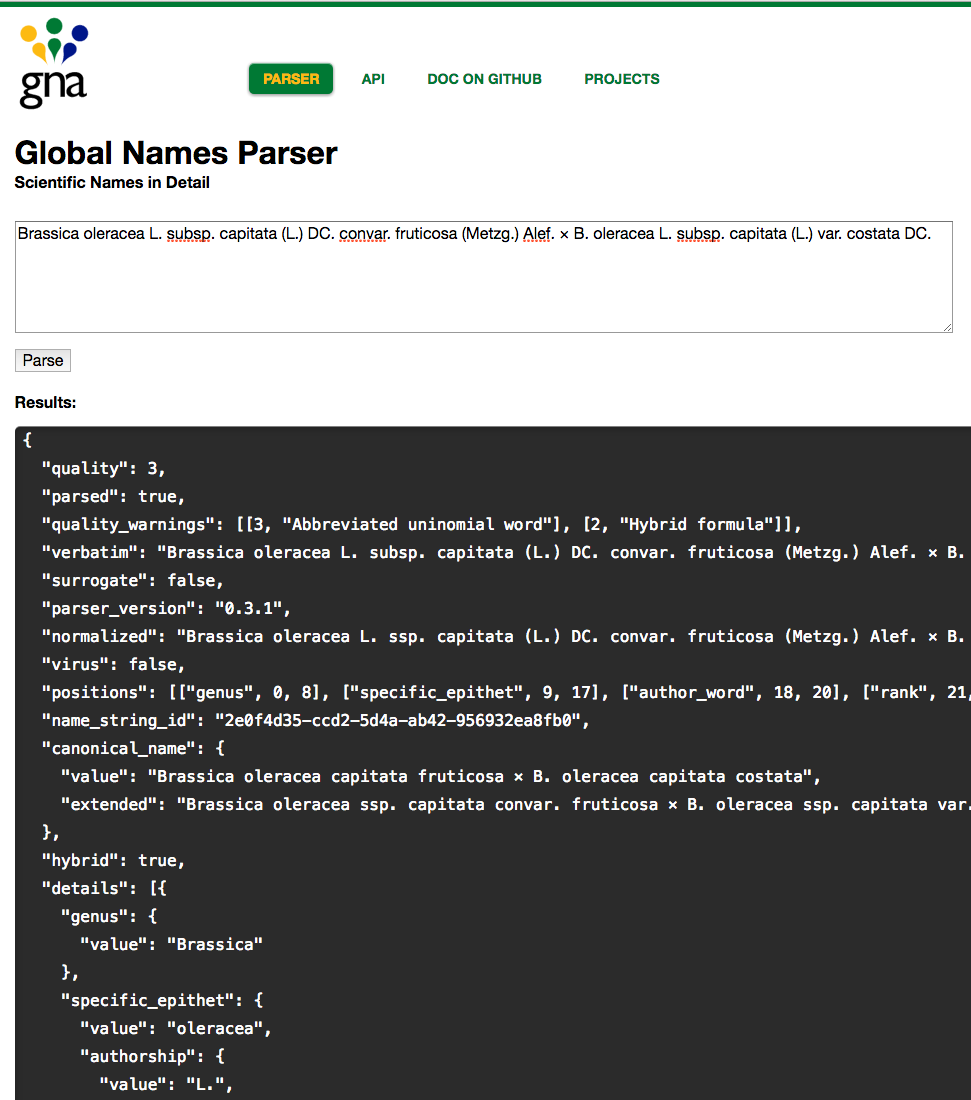 gna
PARSER API DOC ON GITHUB PROJECTS
Global Names Parser
Scientific Names in Detail
Brassica oleracea L. subsp. capitata (L.) DC. convar. fruticosa (Metzg.) Alef. × B. oleracea L. subsp. capitata (L.) var. costata DC.
Parse
Results:
{
"quality": 3,
"parsed": true,
"quality_warnings": [[3, "Abbreviated uninomial word"], [2, "Hybrid formula"]],
"verbatim": "Brassica oleracea L. subsp. capitata (L.) DC. convar. fruticosa (Metzg.) Alef. × B.
"surrogate": false,
"parser_version": "0.3.1",
"normalized": "Brassica oleracea L. ssp. capitata (L.) DC. convar. fruticosa (Metzg.) Alef. × B.
"virus": false,
"positions": [["genus", 0, 8], ["specific_epithet", 9, 17], ["author_word", 18, 20], ["rank", 21,
"name_string_id": "2e0f4d35-ccd2-5d4a-ab42-956932ea8fb0",
"canonical_name": {
"value": "Brassica oleracea capitata fruticosa × B. oleracea capitata costata",
"extended": "Brassica oleracea ssp. capitata convar. fruticosa × B. oleracea ssp. capitata var.
},
"hybrid": true,
"details": [{
"genus": {
"value": "Brassica"
},
"specific_epithet": {
"value": "oleracea",
"authorship": {
"value": "L.",